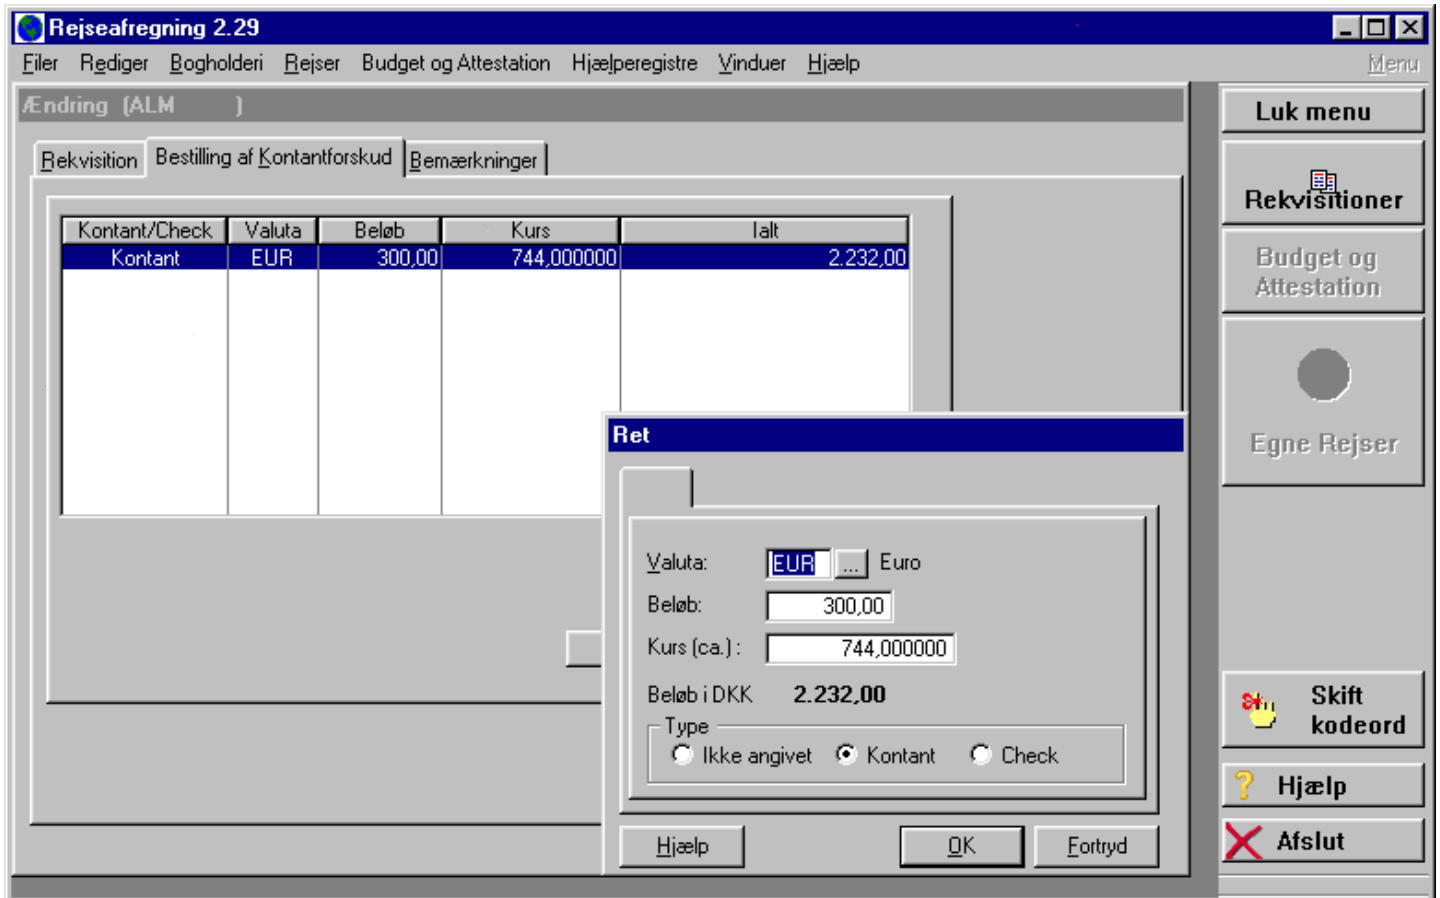 Rejseafregning 2.29
Filer Rediger Bogholderi Rejser Budget og Attestation Hjælperegistre Vinduer Hjælp Menu
Ændring (ALM )
Luk menu
Rekvisition Bestilling af Kontantforskud Bemærkninger
Rekvisitioner
Kontant/Check Valuta Beløb Kurs Ialt
Kontant EUR 300,00 744,000000 2.232,00
Budget og
Attestation
Egne Rejser
Ret
Valuta: EUR ... Euro
Beløb: 300,00
Kurs (ca.) : 744,000000
Beløb i DKK 2.232,00
Type
Ikke angivet Kontant Check
Skift
kodeord
Hjælp
Afslut
Hjælp OK Fortryd